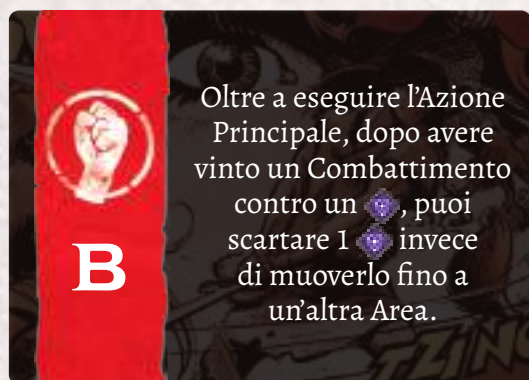 Oltre a eseguire l’Azione
Principale, dopo avere
vinto un Combattimento
contro un , puoi
scartare 1 invece
di muoverlo fino a
un’altra Area.
B
TZING